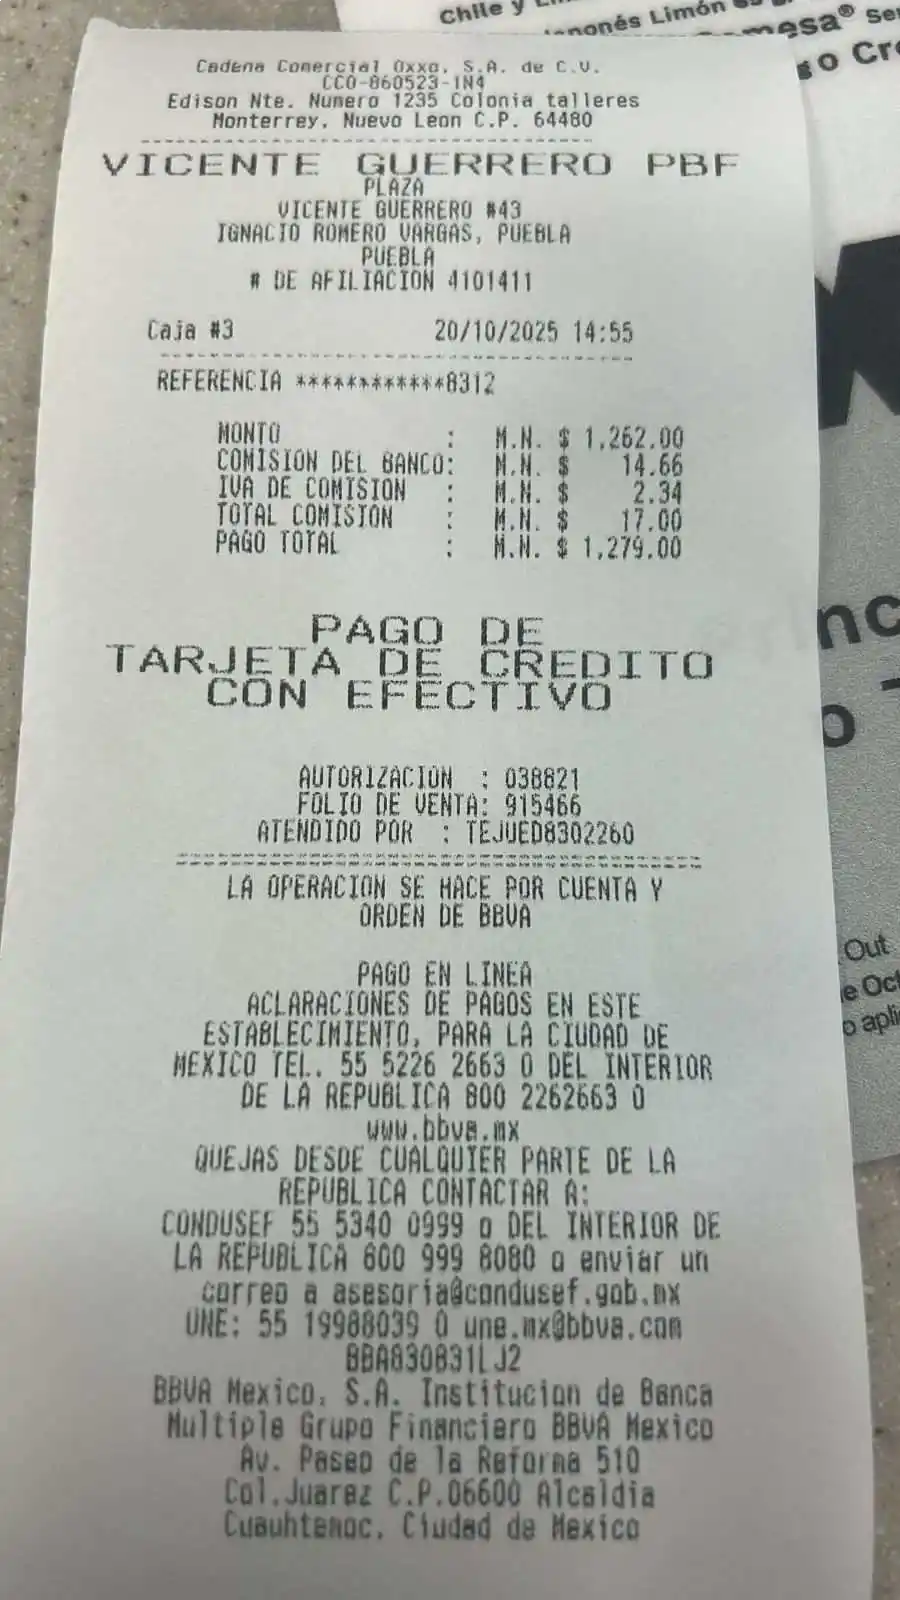 Chile y
Japonés Limón
Se
o Cr
Cadena Comercial Oxxo, S.A. de C.V.
CCO-860523-1N4
Edison Nte. Numero 1235 Colonia talleres
Monterrey, Nuevo Leon C.P. 64480
VICENTE GUERRERO PBF
PLAZA
VICENTE GUERRERO #43
IGNACIO ROMERO VARGAS, PUEBLA
PUEBLA
# DE AFILIACION 4101411
Caja #3 20/10/2025 14:55
REFERENCIA ************8312
MONTO : M.N. $ 1,262.00
COMISION DEL BANCO: M.N. $ 14.66
IVA DE COMISION : M.N. $ 2.34
TOTAL COMISION : M.N. $ 17.00
PAGO TOTAL : M.N. $ 1,279.00
PAGO DE
TARJETA DE CREDITO
CON EFECTIVO
AUTORIZACION : 038821
FOLIO DE VENTA: 915466
ATENDIDO POR : TEJUED8302260
LA OPERACION SE HACE POR CUENTA Y
ORDEN DE BBVA
PAGO EN LINEA
ACLARACIONES DE PAGOS EN ESTE
ESTABLECIMIENTO, PARA LA CIUDAD DE
MEXICO TEL. 55 5226 2663 O DEL INTERIOR
DE LA REPUBLICA 800 2262663 O
www.bbva.mx
QUEJAS DESDE CUALQUIER PARTE DE LA
REPUBLICA CONTACTAR A:
CONDUSEF 55 5340 0999 o DEL INTERIOR DE
LA REPUBLICA 800 999 8080 o enviar un
correo a asesoria@condusef.gob.mx
UNE: 55 19988039 O une.mx@bbva.com
BBA830831LJ2
BBVA Mexico, S.A. Institucion de Banca
Multiple Grupo Financiero BBVA Mexico
Av. Paseo de la Reforma 510
Col.Juarez C.P.06600 Alcaldia
Cuauhtemoc, Ciudad de Mexico
Out
e Oct
o apli